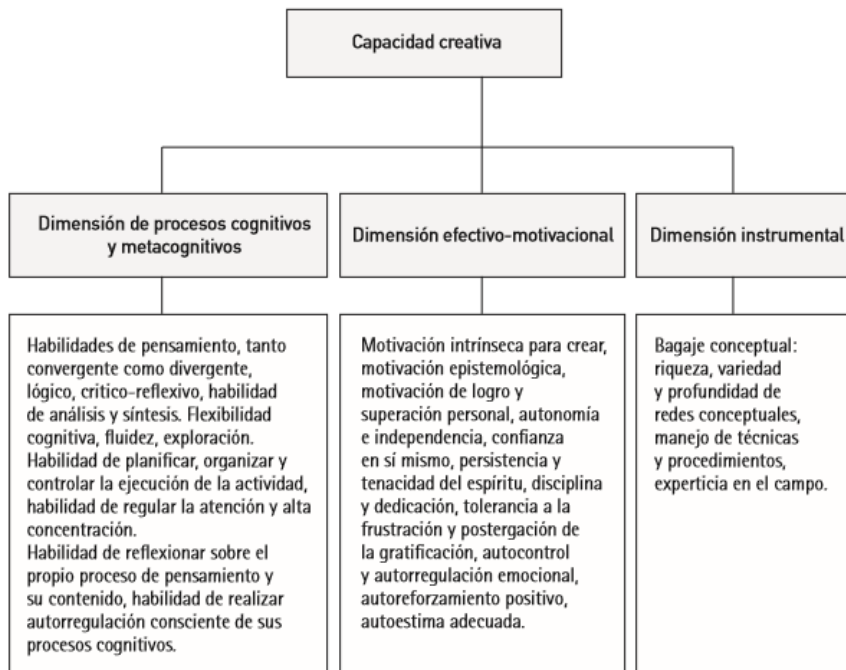 Capacidad creativa
Dimensión de procesos cognitivos
y metacognitivos
Dimensión efectivo-motivacional
Dimensión instrumental
Habilidades de pensamiento, tanto
convergente como divergente,
lógico, critico-reflexivo, habilidad
de análisis y síntesis. Flexibilidad
cognitiva, fluidez, exploración.
Habilidad de planificar, organizar y
controlar la ejecución de la actividad,
habilidad de regular la atención y alta
concentración.
Habilidad de reflexionar sobre el
propio proceso de pensamiento y
su contenido, habilidad de realizar
autorregulación consciente de sus
procesos cognitivos.
Motivación intrínseca para crear,
motivación epistemológica,
motivación de logro y
superación personal, autonomía
e independencia, confianza
en sí mismo, persistencia y
tenacidad del espíritu, disciplina
y dedicación, tolerancia a la
frustración y postergación de
la gratificación, autocontrol
y autorregulación emocional,
autoreforzamiento positivo,
autoestima adecuada.
Bagaje conceptual:
riqueza, variedad
y profundidad de
redes conceptuales,
manejo de técnicas
y procedimientos,
experticia en el campo.